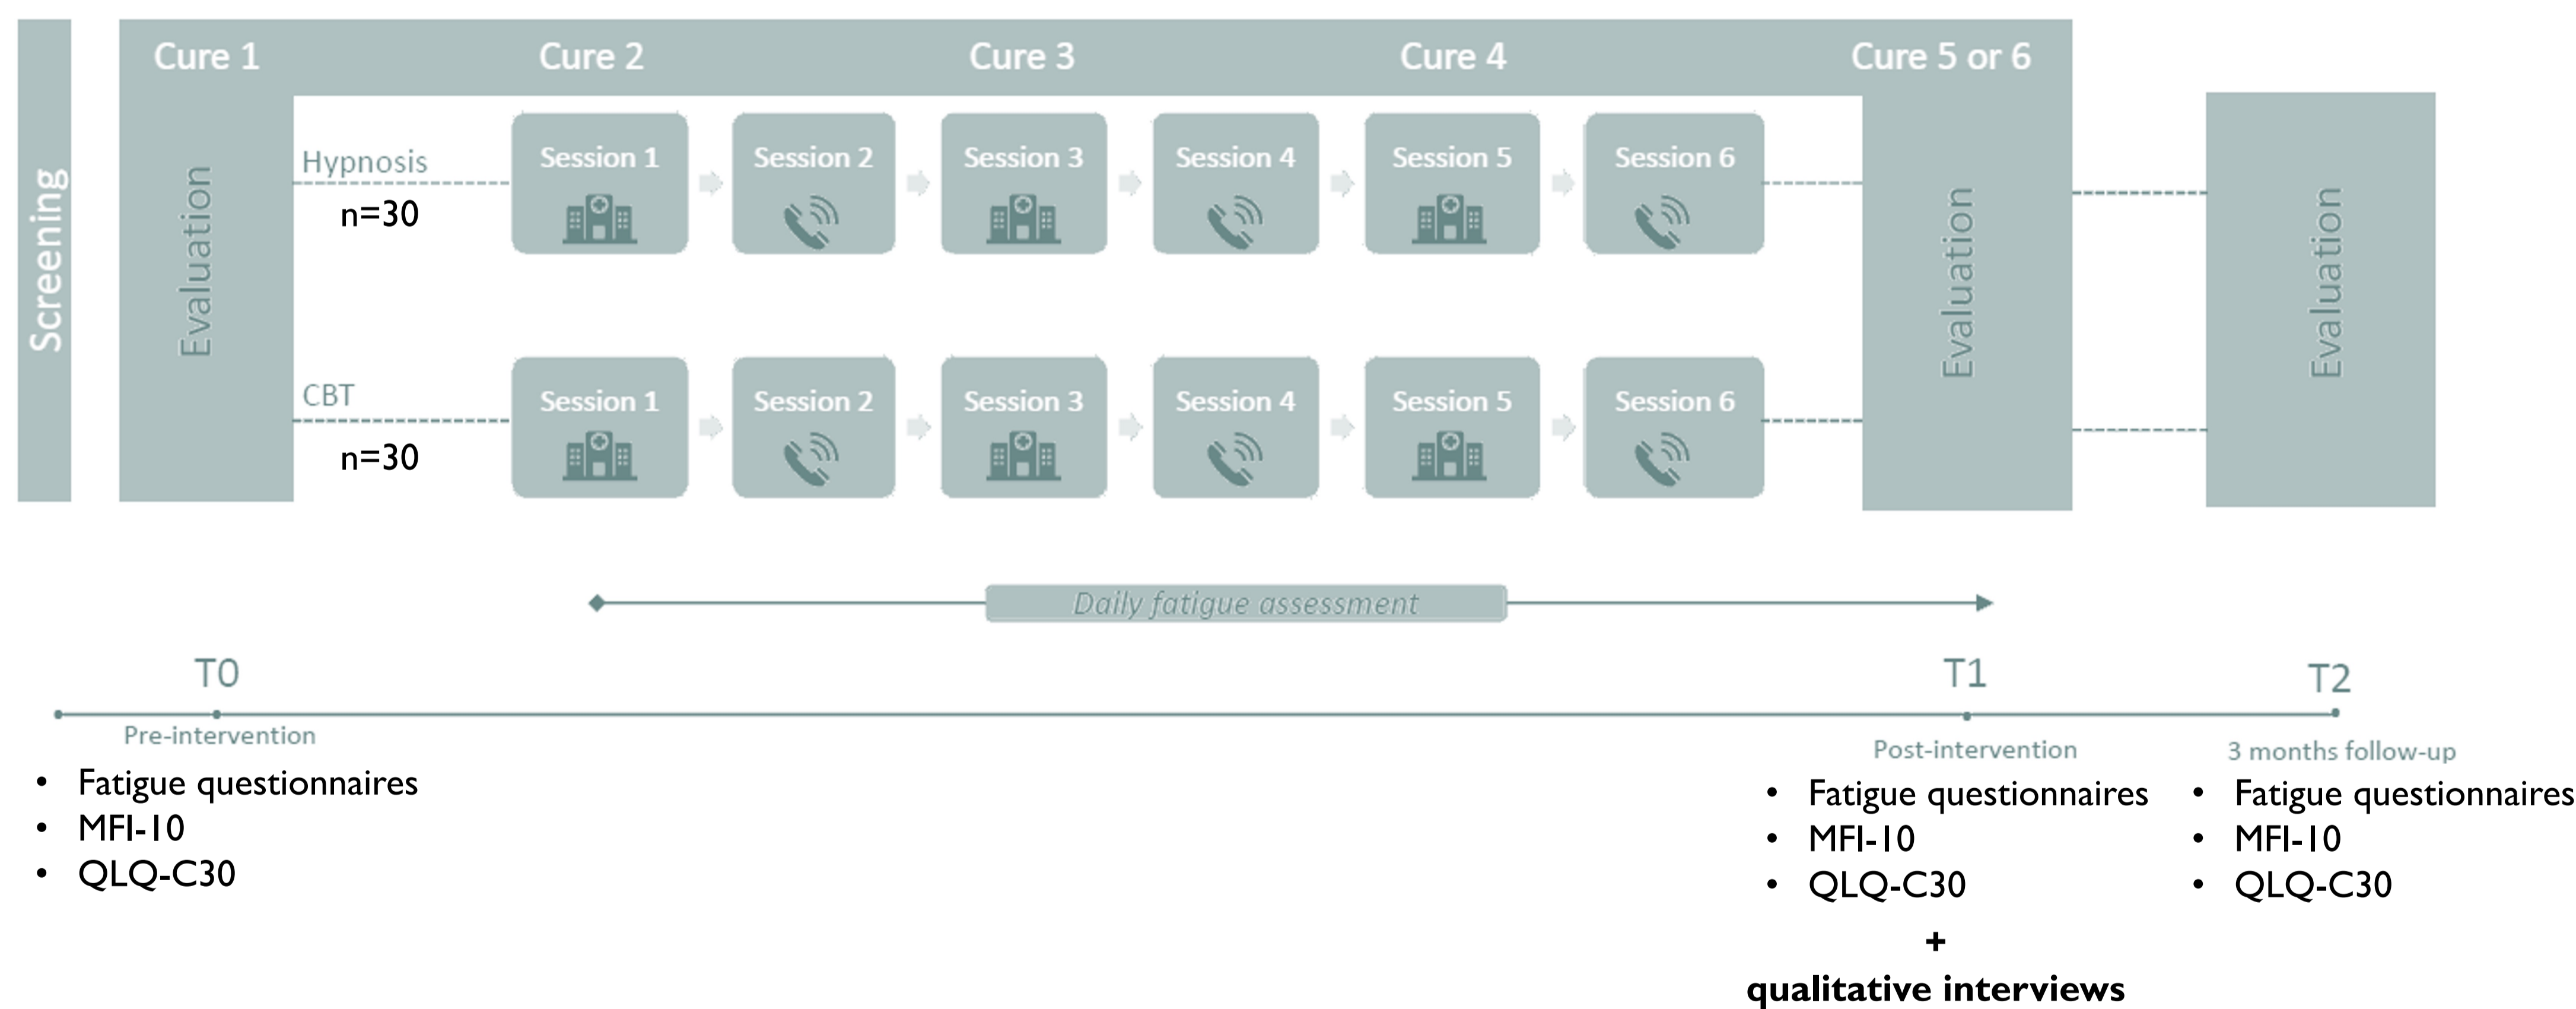 Screening
Cure 1
Cure 2
Cure 3
Cure 4
Cure 5 or 6
Evaluation
Hypnosis
n=30
Session 1
Session 2
Session 3
Session 4
Session 5
Session 6
CBT
n=30
Session 1
Session 2
Session 3
Session 4
Session 5
Session 6
Evaluation
Evaluation
Daily fatigue assessment
T0
Pre-intervention
• Fatigue questionnaires
• MFI-10
• QLQ-C30
T1
Post-intervention
• Fatigue questionnaires
• MFI-10
• QLQ-C30
+
qualitative interviews
T2
3 months follow-up
• Fatigue questionnaires
• MFI-10
• QLQ-C30